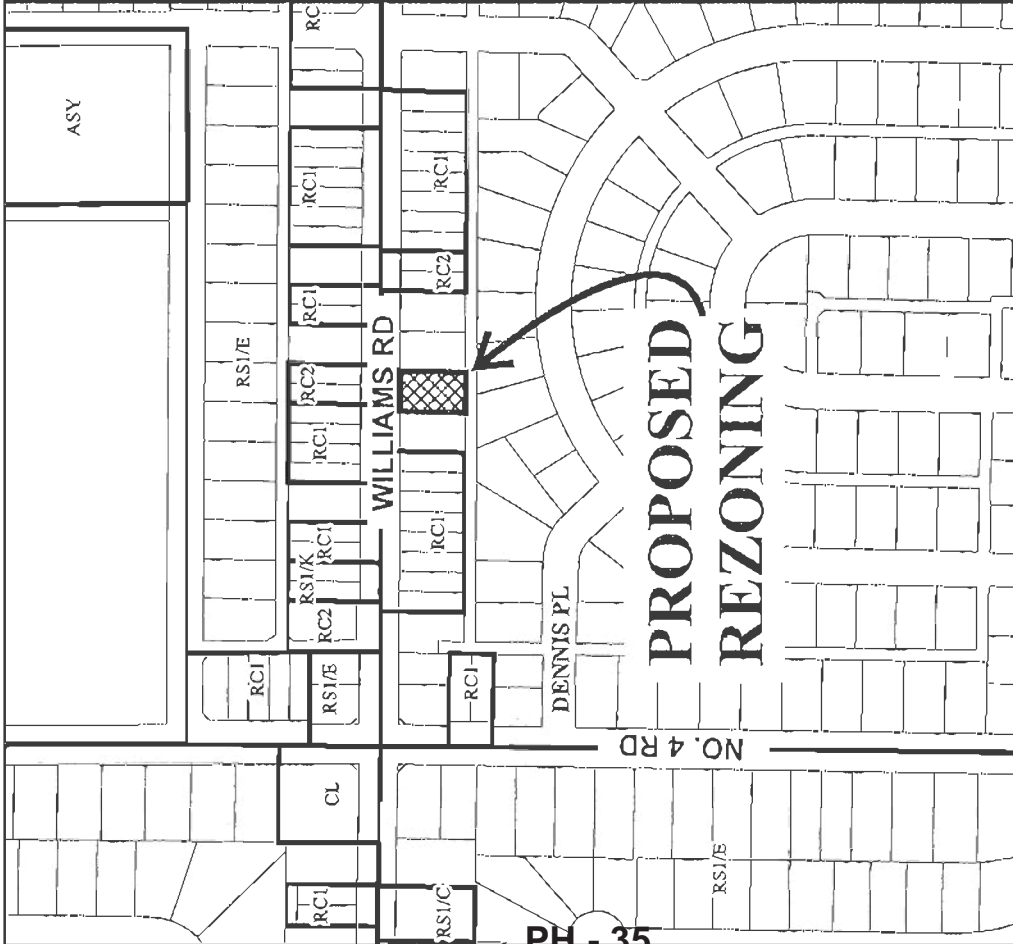 RC
ASY
RC1
RC1
RC2
RC1
RS1/E
RC2
WILLIAMS RD
RC1
RC1
RC1
RS1/K
RC2
RC1
RS1/E
RC1
DENNIS PL
PROPOSED
REZONING
NO. 4 RD
CL
RS1/E
RC1
RS1/C
PH - 35